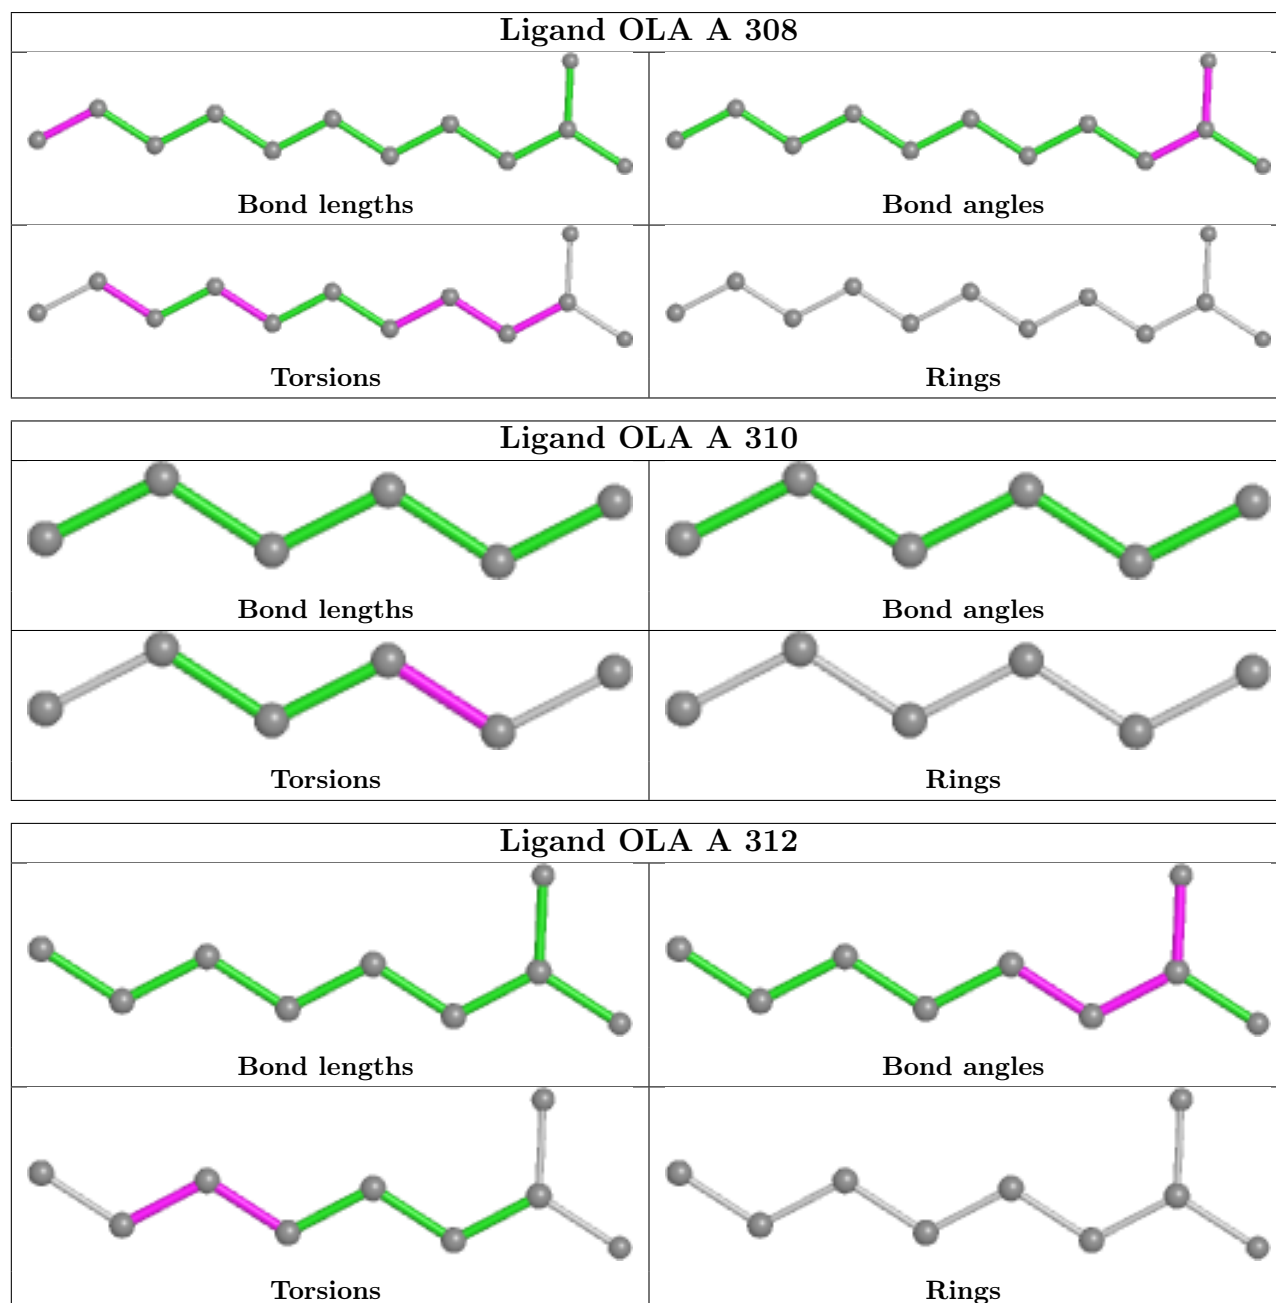 Ligand OLA A 308
Bond lengths
Bond angles
Torsions
Rings
Ligand OLA A 310
Bond lengths
Bond angles
Torsions
Rings
Ligand OLA A 312
Bond lengths
Bond angles
Torsions
Rings